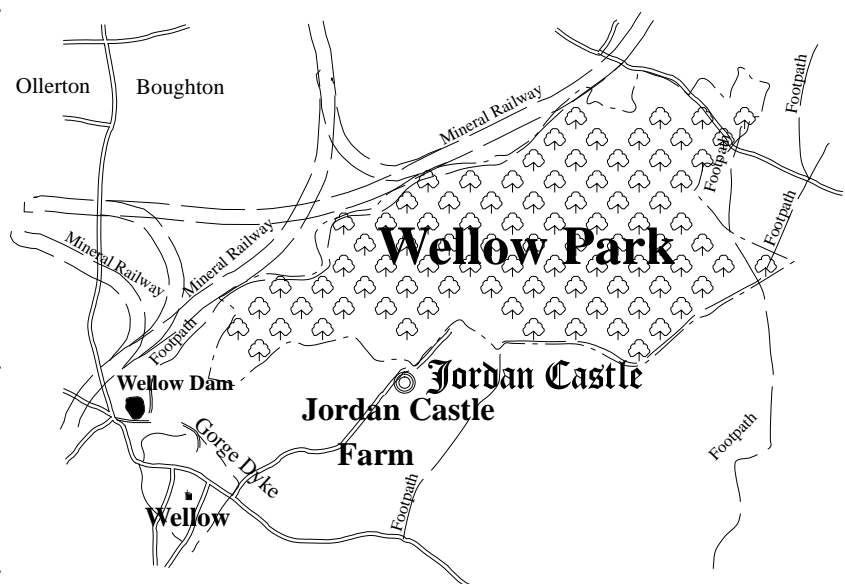 Ollerton
Boughton
Mineral Railway
Footpath
Footpath
Footpath
Footpath
Mineral Railway
Mineral Railway
Wellow Park
Footpath
Wellow Dam
Jordan Castle
Jordan Castle
Farm
Gorge Dyke
Footpath
Footpath
Wellow